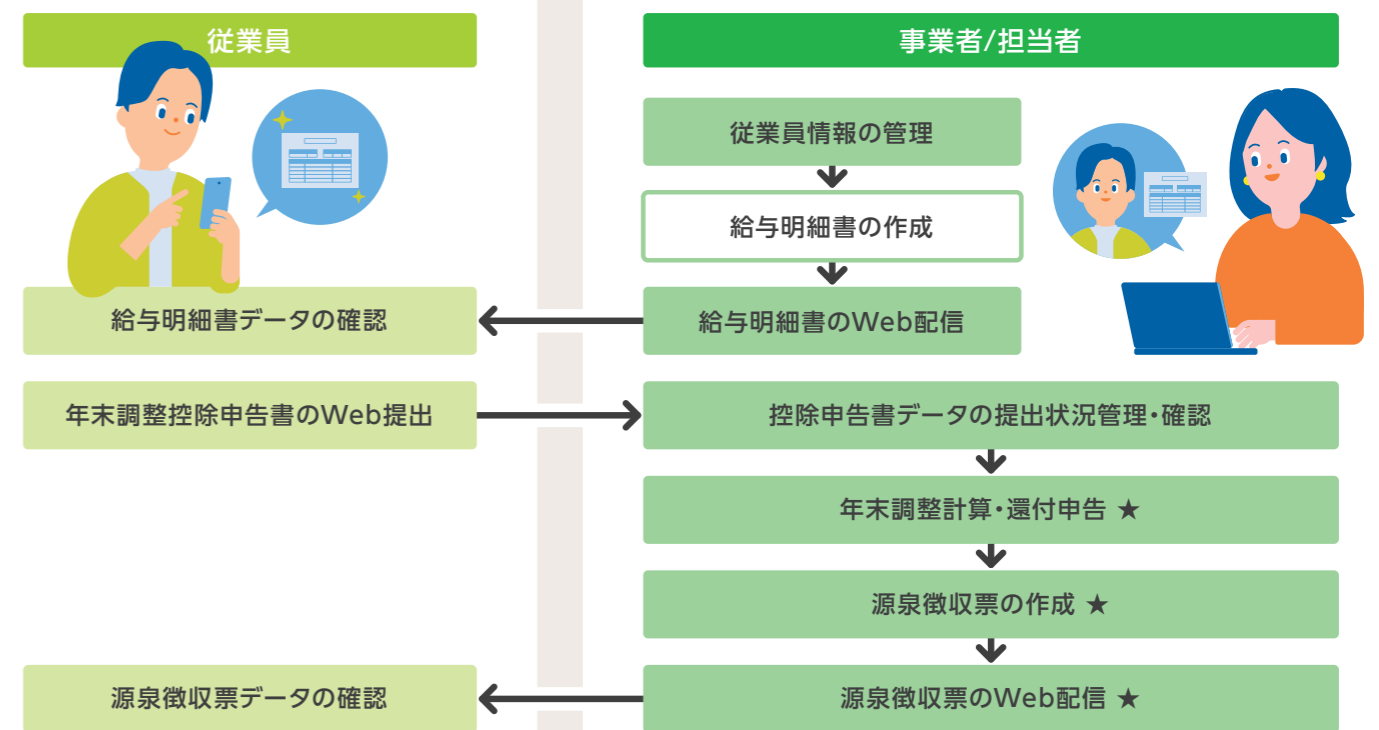 従業員
事業者/担当者
従業員情報の管理
給与明細書の作成
給与明細書データの確認
給与明細書のWeb配信
年末調整控除申告書のWeb提出
控除申告書データの提出状況管理・確認
年末調整計算・還付申告 ★
源泉徴収票の作成 ★
源泉徴収票データの確認
源泉徴収票のWeb配信 ★